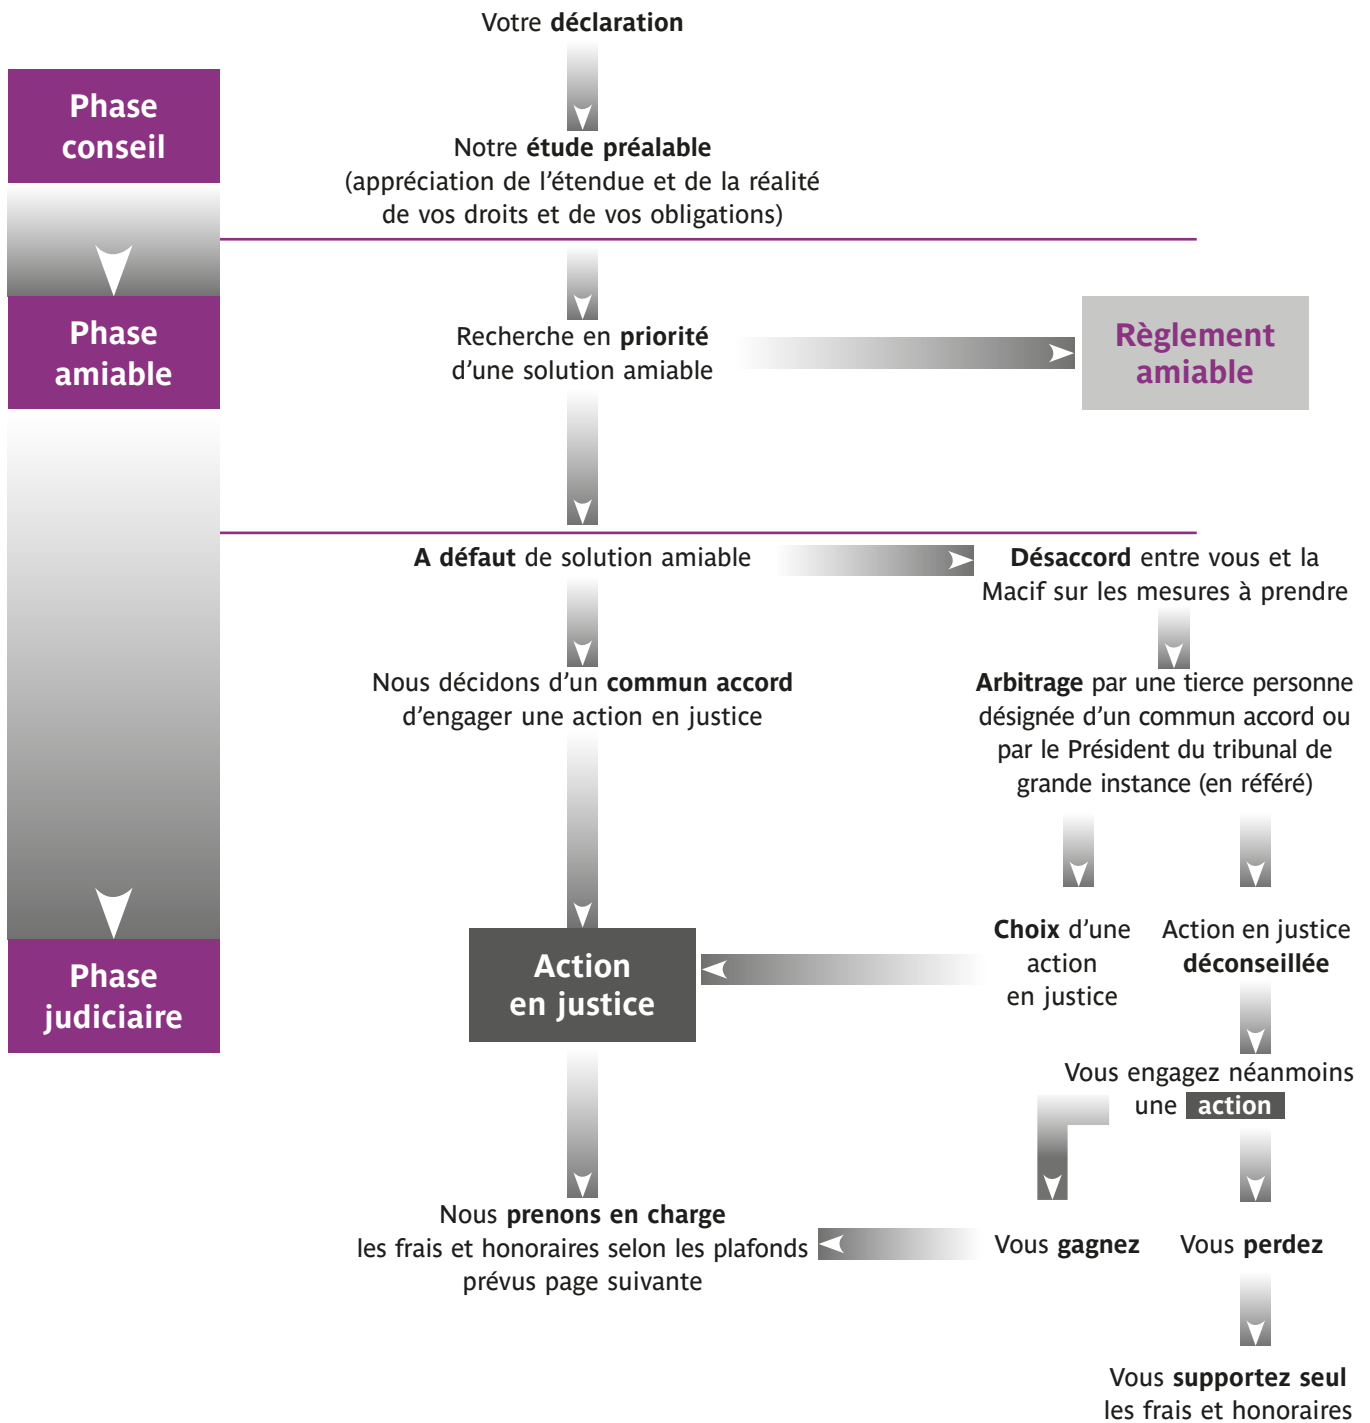 Votre déclaration
Phase
conseil
Notre étude préalable
(appréciation de l’étendue et de la réalité
de vos droits et de vos obligations)
Phase
amiable
Recherche en priorité
d’une solution amiable
Règlement
amiable
A défaut de solution amiable
Désaccord entre vous et la
Macif sur les mesures à prendre
Nous décidons d’un commun accord
d’engager une action en justice
Arbitrage par une tierce personne
désignée d’un commun accord ou
par le Président du tribunal de
grande instance (en référé)
Phase
judiciaire
Action
en justice
Choix d’une
action
en justice
Action en justice
déconseillée
Vous engagez néanmoins
une action
Nous prenons en charge
les frais et honoraires selon les plafonds
prévus page suivante
Vous gagnez
Vous perdez
Vous supportez seul
les frais et honoraires